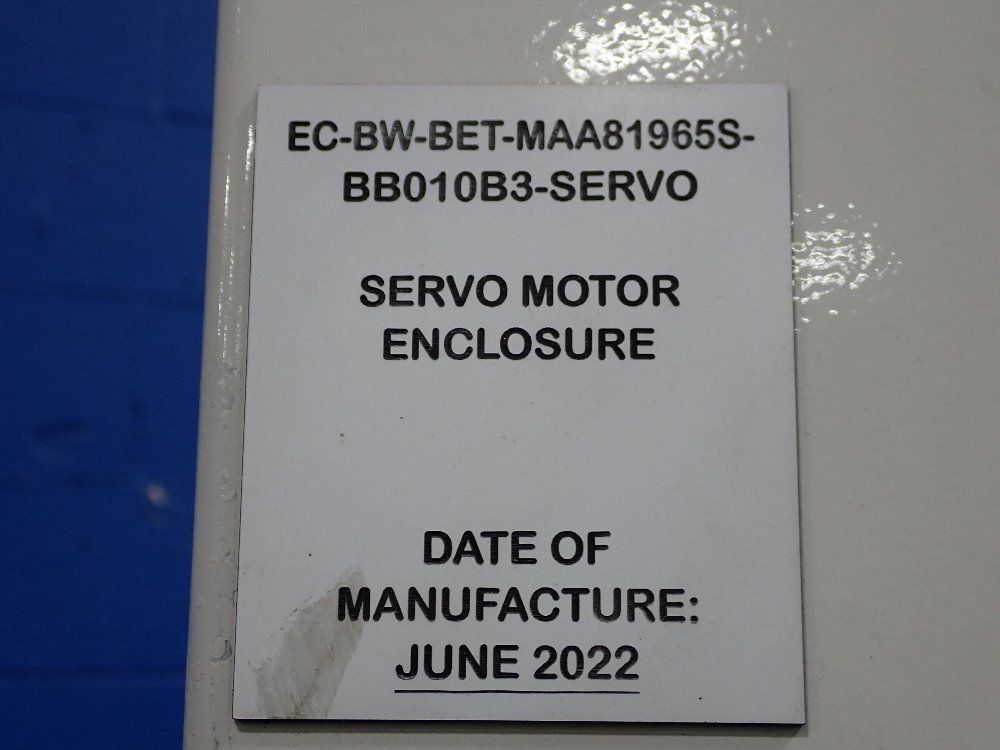 EC-BW-BET-MAA81965S-
BB010B3-SERVO
SERVO MOTOR
ENCLOSURE
DATE OF
MANUFACTURE:
JUNE 2022